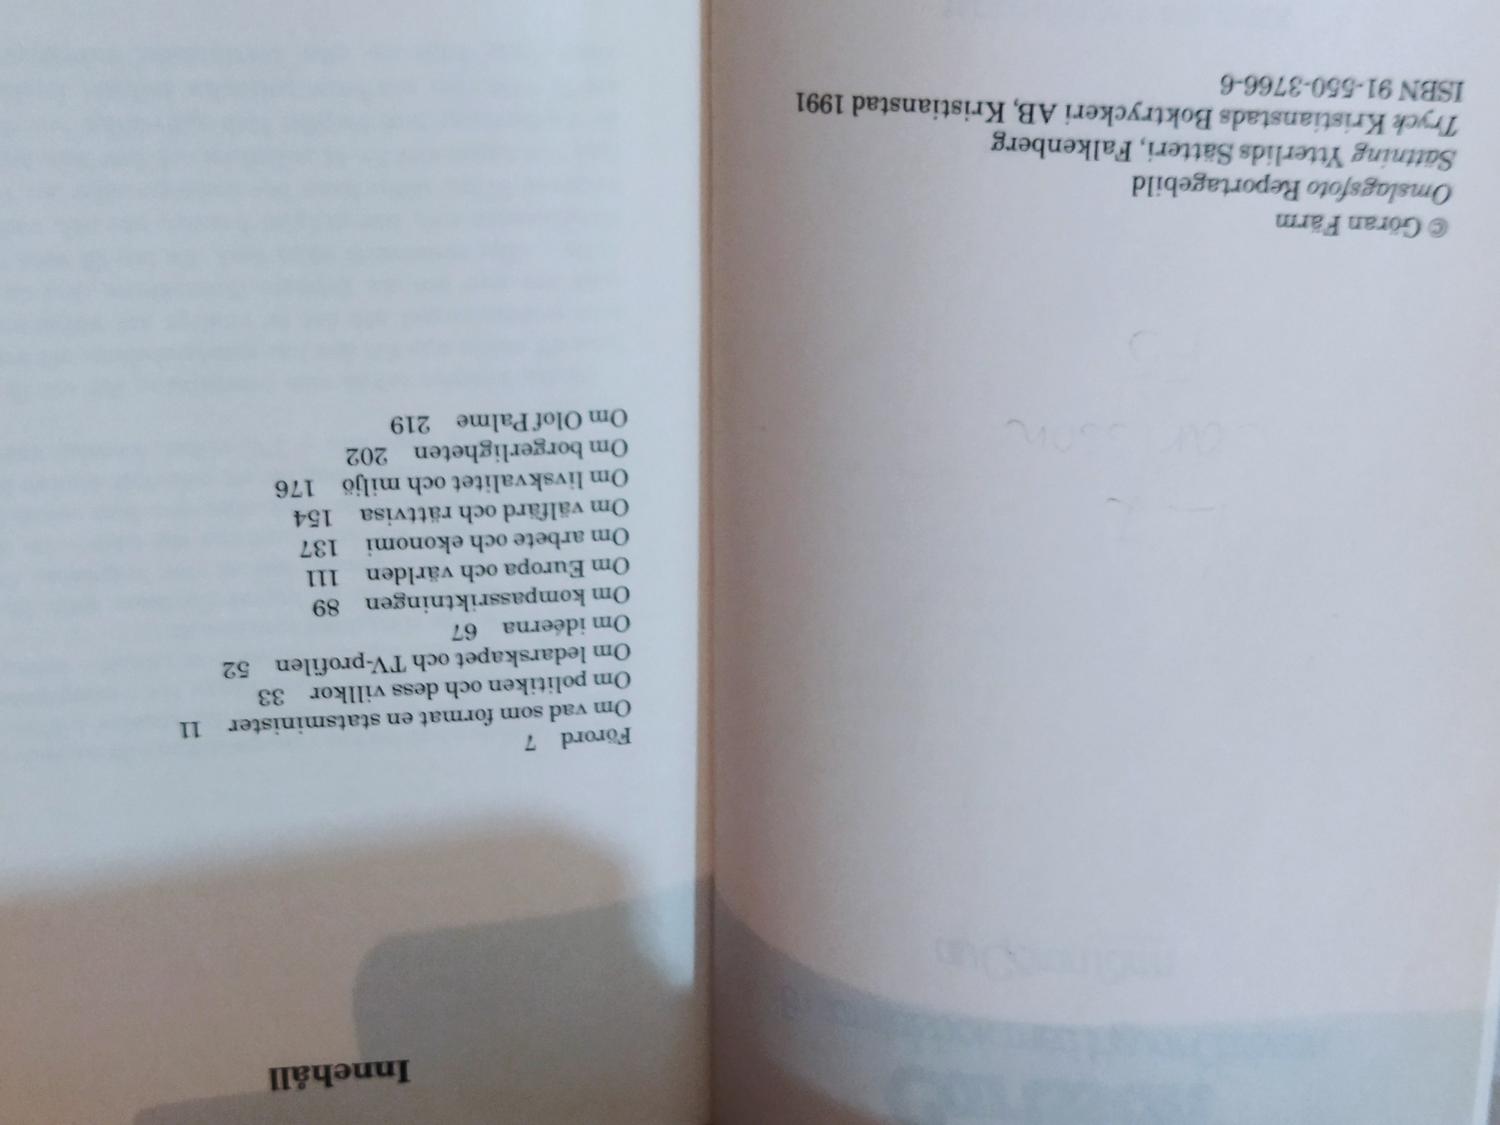 © Göran Färm
Omslagsfoto Reportagebild
Sättning Ytterlids Sätteri, Falkenberg
Tryck Kristianstads Boktryckeri AB, Kristianstad 1991
ISBN 91-550-3766-6
Innehåll
Förord 7
Om vad som format en statsminister 11
Om politiken och dess villkor 33
Om ledarskapet och TV-profilen 52
Om idéerna 67
Om kompassriktningen 89
Om Europa och världen 111
Om arbete och ekonomi 137
Om välfärd och rättvisa 154
Om livskvalitet och miljö 176
Om borgerligheten 202
Om Olof Palme 219